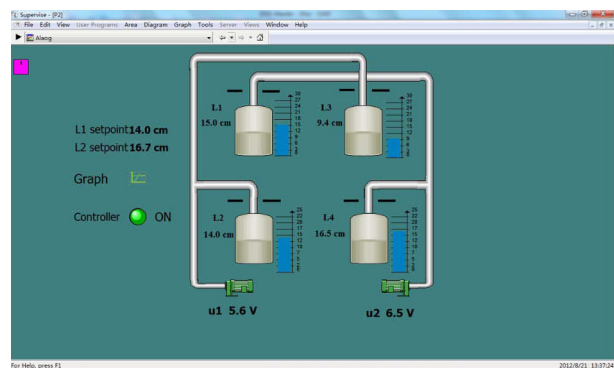 Supervise - [P2]
File Edit View User Programs Area Diagram Graph Tools Server Views Window Help
L1
15.0 cm
L3
9.4 cm
L1 setpoint 14.0 cm
L2 setpoint 16.7 cm
Graph
Controller ON
L2
14.0 cm
L4
16.5 cm
u1 5.6 V
u2 6.5 V
For Help, press F1
2012/8/21 13:37:24